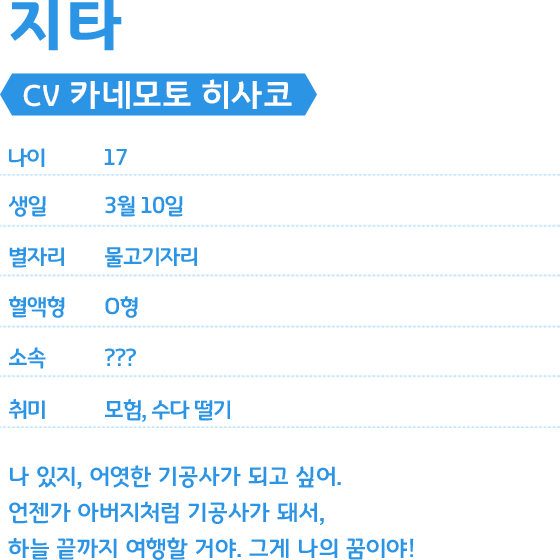 지타
CV 카네모토 히사코
나이 17
생일 3월 10일
별자리 물고기자리
혈액형 O형
소속 ???
취미 모험, 수다 떨기
나 있지, 어엿한 기공사가 되고 싶어.
언젠가 아버지처럼 기공사가 돼서,
하늘 끝까지 여행할 거야. 그게 나의 꿈이야!